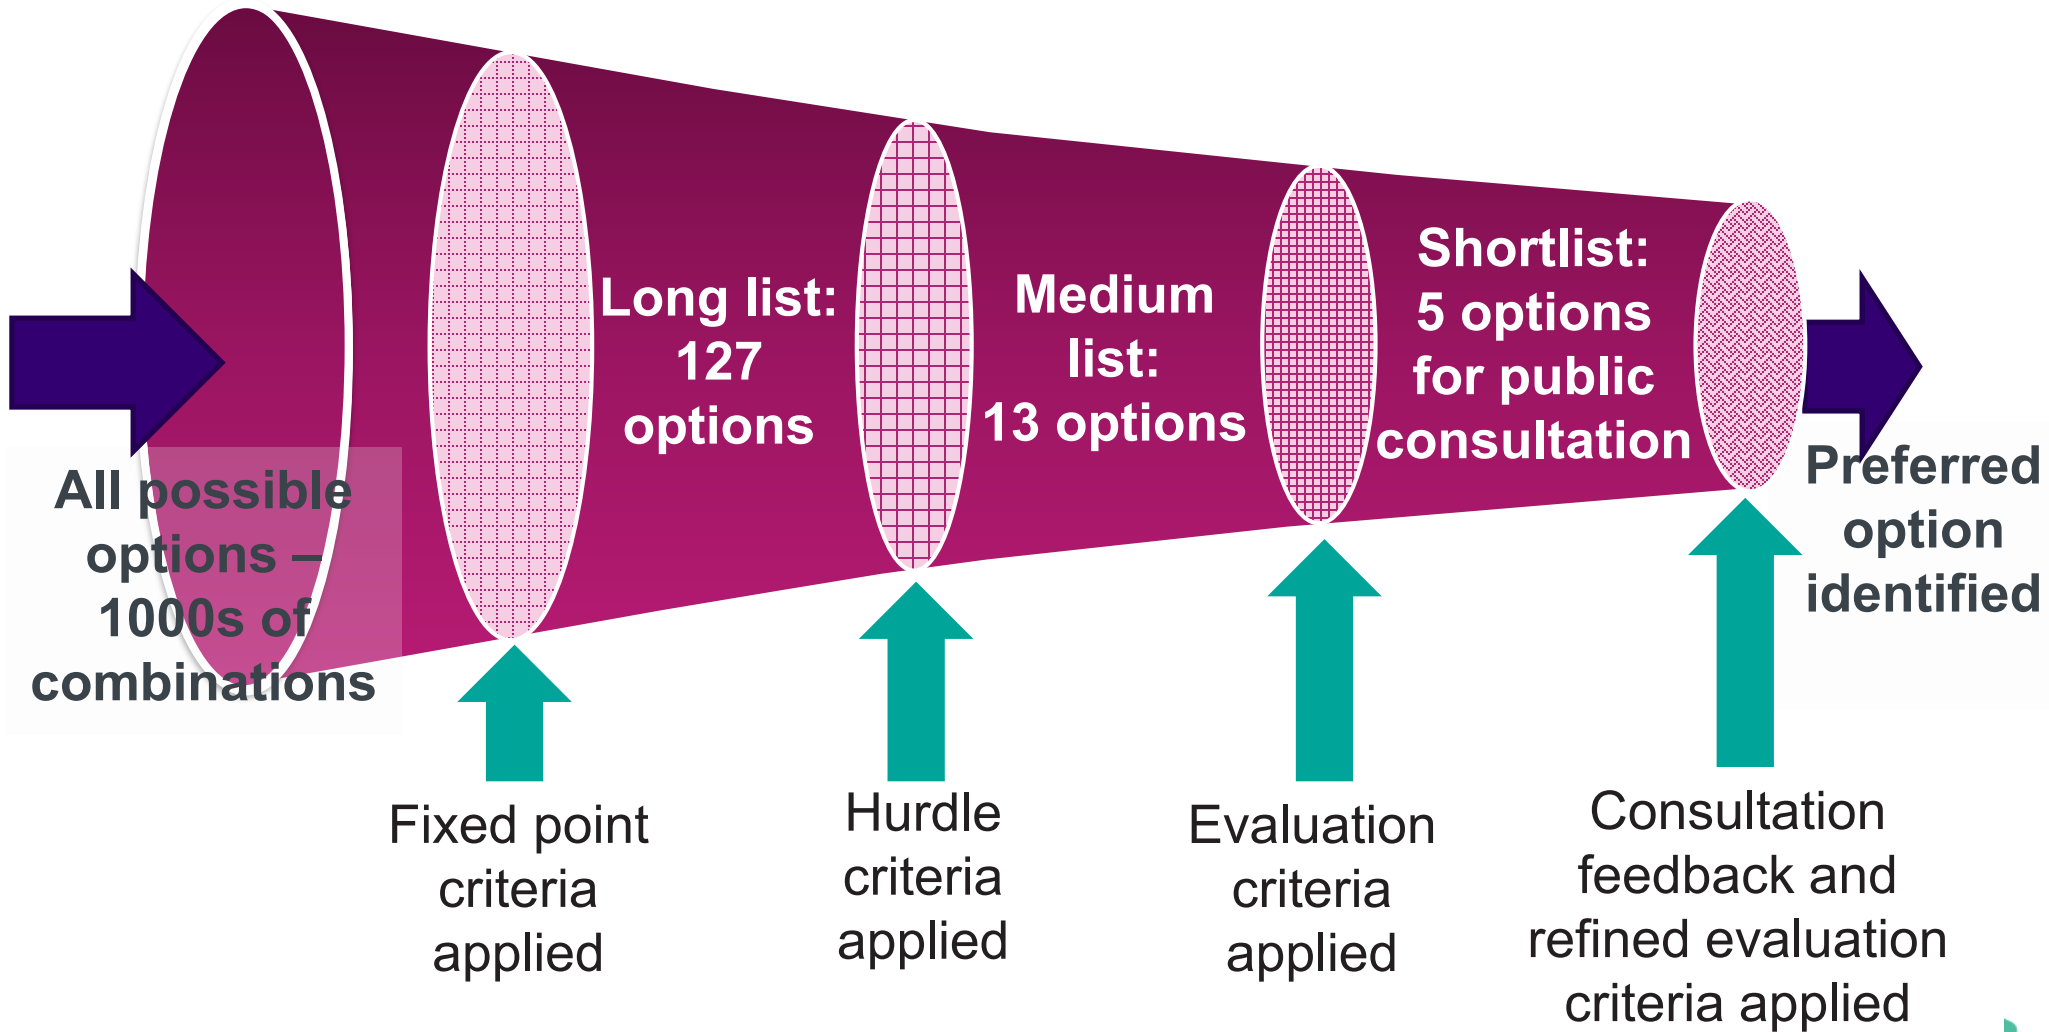 All possible
options –
1000s of
combinations
Long list:
127
options
Medium
list:
13 options
Shortlist:
5 options
for public
consultation
Preferred
option
identified
Fixed point
criteria
applied
Hurdle
criteria
applied
Evaluation
criteria
applied
Consultation
feedback and
refined evaluation
criteria applied